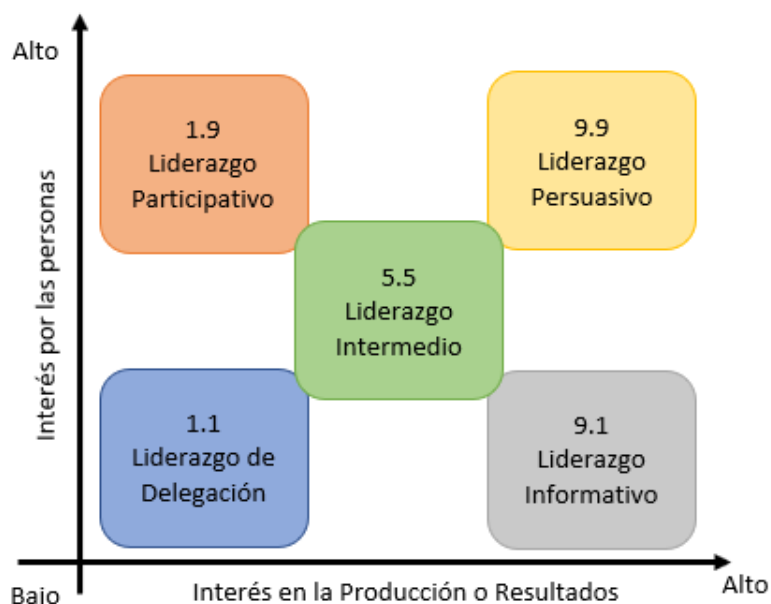 Alto
1.9
Liderazgo
Participativo
9.9
Liderazgo
Persuasivo
Interés por las personas
5.5
Liderazgo
Intermedio
1.1
Liderazgo de
Delegación
9.1
Liderazgo
Informativo
Bajo
Interés en la Producción o Resultados
Alto